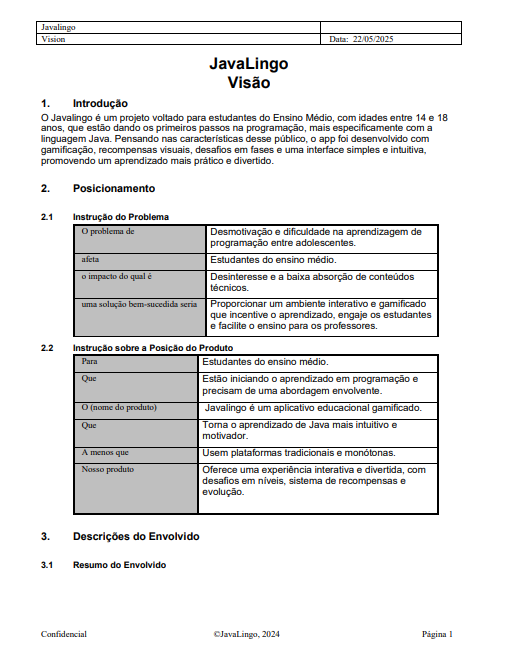 Javalingo
Vision Data: 22/05/2025
JavaLingo
Visão
1. Introdução
O Javalingo é um projeto voltado para estudantes do Ensino Médio, com idades entre 14 e 18
anos, que estão dando os primeiros passos na programação, mais especificamente com a
linguagem Java. Pensando nas características desse público, o app foi desenvolvido com
gamificação, recompensas visuais, desafios em fases e uma interface simples e intuitiva,
promovendo um aprendizado mais prático e divertido.
2. Posicionamento
2.1 Instrução do Problema
O problema de Desmotivação e dificuldade na aprendizagem de
programação entre adolescentes.
afeta Estudantes do ensino médio.
o impacto do qual é Desinteresse e a baixa absorção de conteúdos
técnicos.
uma solução bem-sucedida seria Proporcionar um ambiente interativo e gamificado
que incentive o aprendizado, engaje os estudantes
e facilite o ensino para os professores.
2.2 Instrução sobre a Posição do Produto
Para Estudantes do ensino médio.
Que Estão iniciando o aprendizado em programação e
precisam de uma abordagem envolvente.
O (nome do produto) Javalingo é um aplicativo educacional gamificado.
Que Torna o aprendizado de Java mais intuitivo e
motivador.
A menos que Usem plataformas tradicionais e monótonas.
Nosso produto Oferece uma experiência interativa e divertida, com
desafios em níveis, sistema de recompensas e
evolução.
3. Descrições do Envolvido
3.1 Resumo do Envolvido
Confidencial ©JavaLingo, 2024 Página 1